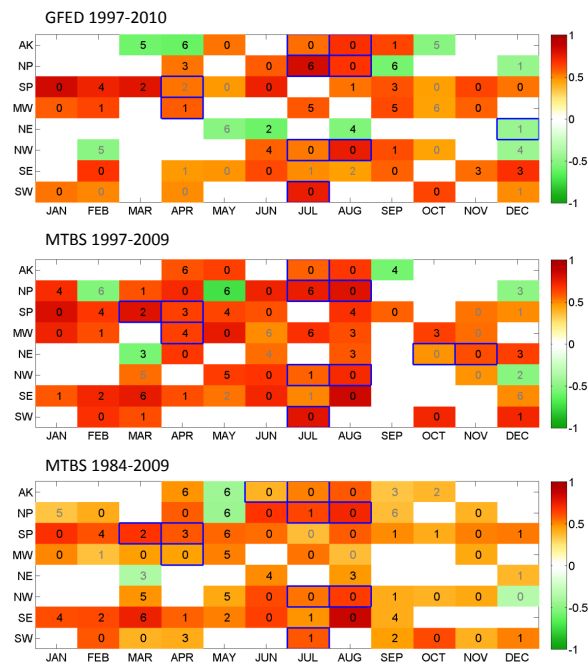 GFED 1997-2010
AK 5 6 0 0 0 1 5
NP 3 0 6 0 6 1
SP 0 4 2 2 0 0 1 3 0 0 0
MW 0 1 1 5 5 6 0
NE 6 2 4 1
NW 5 4 0 0 1 0 4
SE 0 1 0 0 1 2 0 3 3
SW 0 0 0 0 0 1
JAN FEB MAR APR MAY JUN JUL AUG SEP OCT NOV DEC
1
0.5
0
-0.5
-1
MTBS 1997-2009
AK 6 0 0 0 4
NP 4 6 1 0 6 0 6 0 3
SP 0 4 2 3 4 0 4 0 0 1
MW 0 1 4 0 6 6 3 3 0
NE 3 0 4 3 0 0 3
NW 5 5 0 1 0 0 2
SE 1 2 6 1 2 0 1 0 6
SW 0 1 0 0 1
JAN FEB MAR APR MAY JUN JUL AUG SEP OCT NOV DEC
1
0.5
0
-0.5
-1
MTBS 1984-2009
AK 6 6 0 0 0 3 2
NP 5 0 6 0 1 0 6 0
SP 0 4 2 3 6 0 0 0 1 1 0 1
MW 0 1 0 0 5 0 0 0
NE 3 4 3 1
NW 5 5 0 0 0 1 0 0 0
SE 4 2 6 1 2 0 1 0 4
SW 0 0 3 1 2 0 0 1
JAN FEB MAR APR MAY JUN JUL AUG SEP OCT NOV DEC
1
0.5
0
-0.5
-1